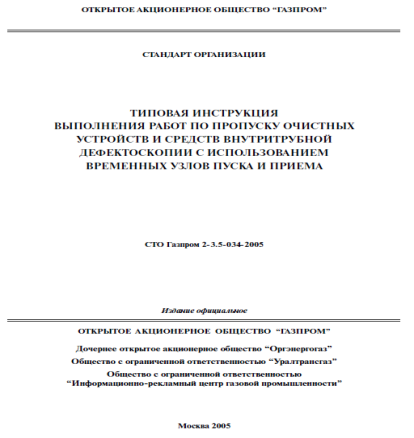 ОТКРЫТОЕ АКЦИОНЕРНОЕ ОБЩЕСТВО “ГАЗПРОМ”
СТАНДАРТ ОРГАНИЗАЦИИ
ТИПОВАЯ ИНСТРУКЦИЯ
ВЫПОЛНЕНИЯ РАБОТ ПО ПРОПУСКУ ОЧИСТНЫХ
УСТРОЙСТВ И СРЕДСТВ ВНУТРИТРУБНОЙ
ДЕФЕКТОСКОПИИ С ИСПОЛЬЗОВАНИЕМ
ВРЕМЕННЫХ УЗЛОВ ПУСКА И ПРИЕМА
СТО Газпром 2-3.5-034-2005
Издание официальное
ОТКРЫТОЕ АКЦИОНЕРНОЕ ОБЩЕСТВО “ГАЗПРОМ”
Дочернее открытое акционерное общество “Оргэнергогаз”
Общество с ограниченной ответственностью “Уралтрансгаз”
Общество с ограниченной ответственностью
“Информационно-рекламный центр газовой промышленности”
Москва 2005